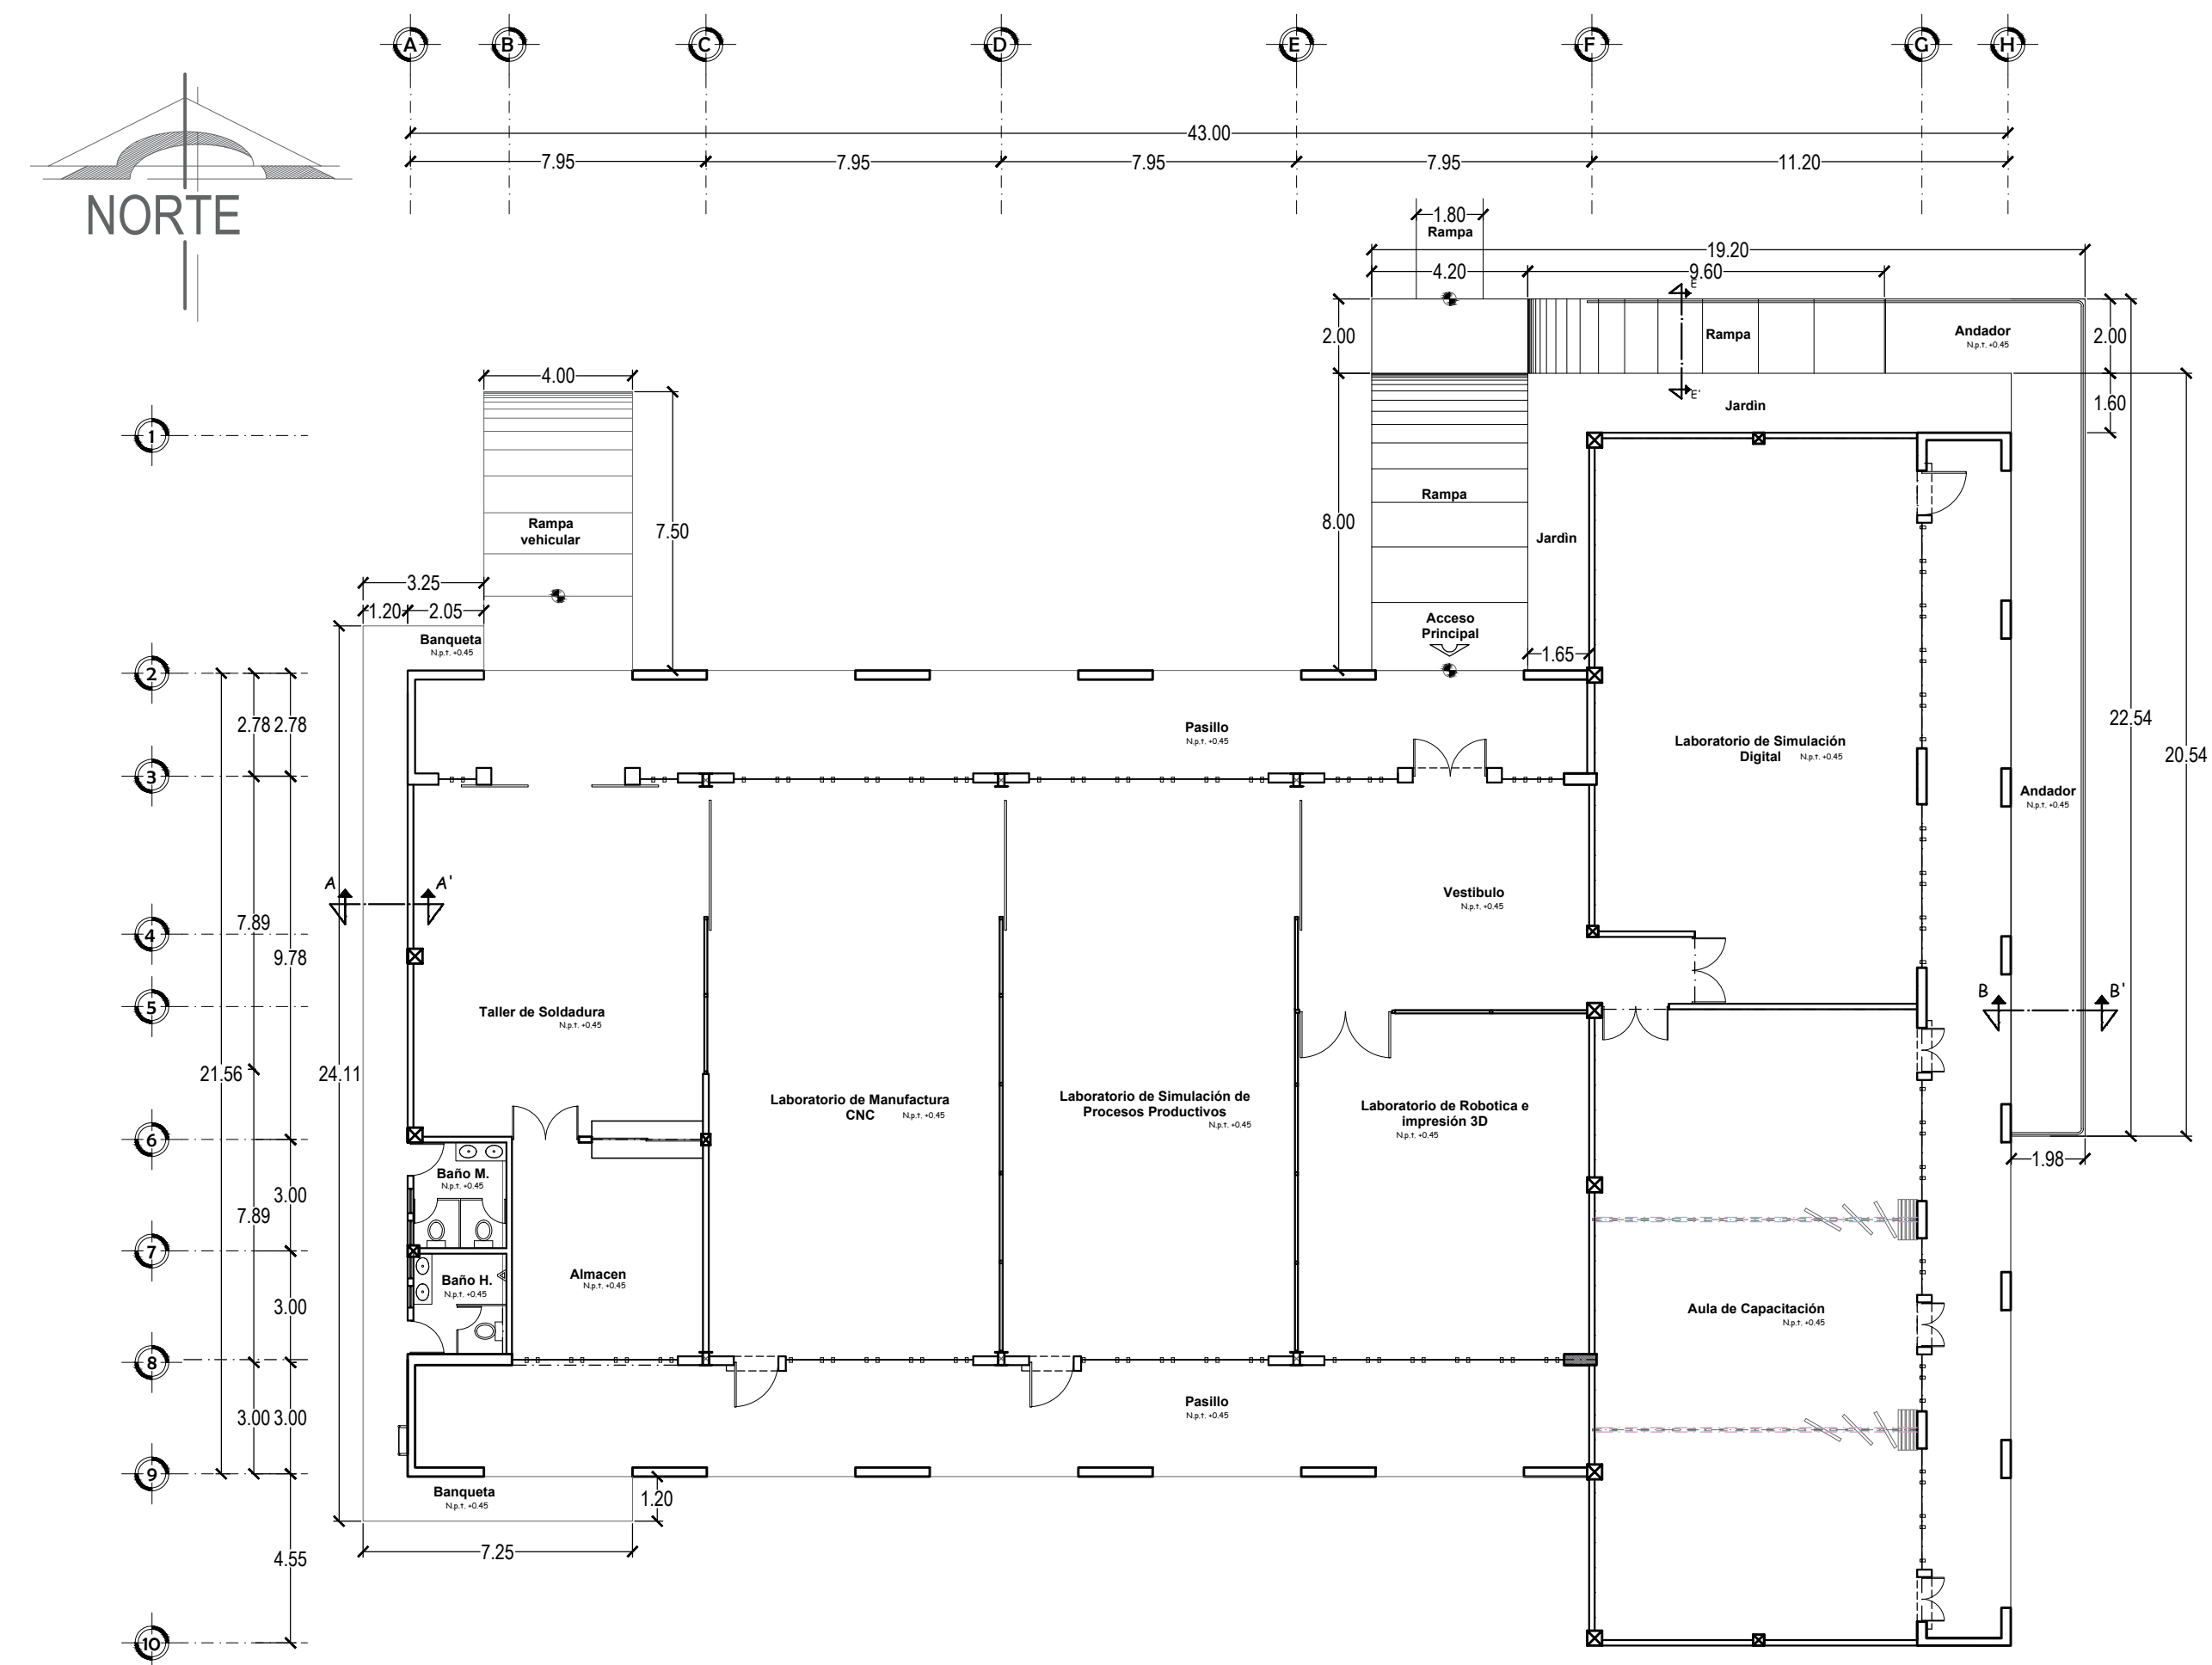 A B C D E F G H
43.00
7.95 7.95 7.95 7.95 11.20
NORTE
1.80
Rampa
19.20
4.20 9.60
E
2.00 Rampa Andador 2.00
N.p.t. +0.45
E'
4.00
Jardìn 1.60
1
Rampa
vehicular
7.50
Rampa
8.00
Jardìn
3.25
1.20 2.05
Acceso
Principal
Banqueta
N.p.t. +0.45
1.65
2
2.78 2.78
Pasillo
N.p.t. +0.45
22.54
Laboratorio de Simulación
Digital N.p.t. +0.45
20.54
3
Andador
N.p.t. +0.45
A A'
Vestibulo
N.p.t. +0.45
7.89
4
9.78
B B'
5
Taller de Soldadura
N.p.t. +0.45
21.56 24.11
Laboratorio de Manufactura
CNC N.p.t. +0.45
Laboratorio de Simulación de
Procesos Productivos
N.p.t. +0.45
Laboratorio de Robotica e
impresión 3D
N.p.t. +0.45
6
1.98
Baño M.
N.p.t. +0.45
3.00
7.89
7
Almacen
N.p.t. +0.45
Baño H.
N.p.t. +0.45
3.00
Aula de Capacitación
N.p.t. +0.45
8
Pasillo
N.p.t. +0.45
3.00 3.00
9
Banqueta
N.p.t. +0.45
1.20
7.25
4.55
10